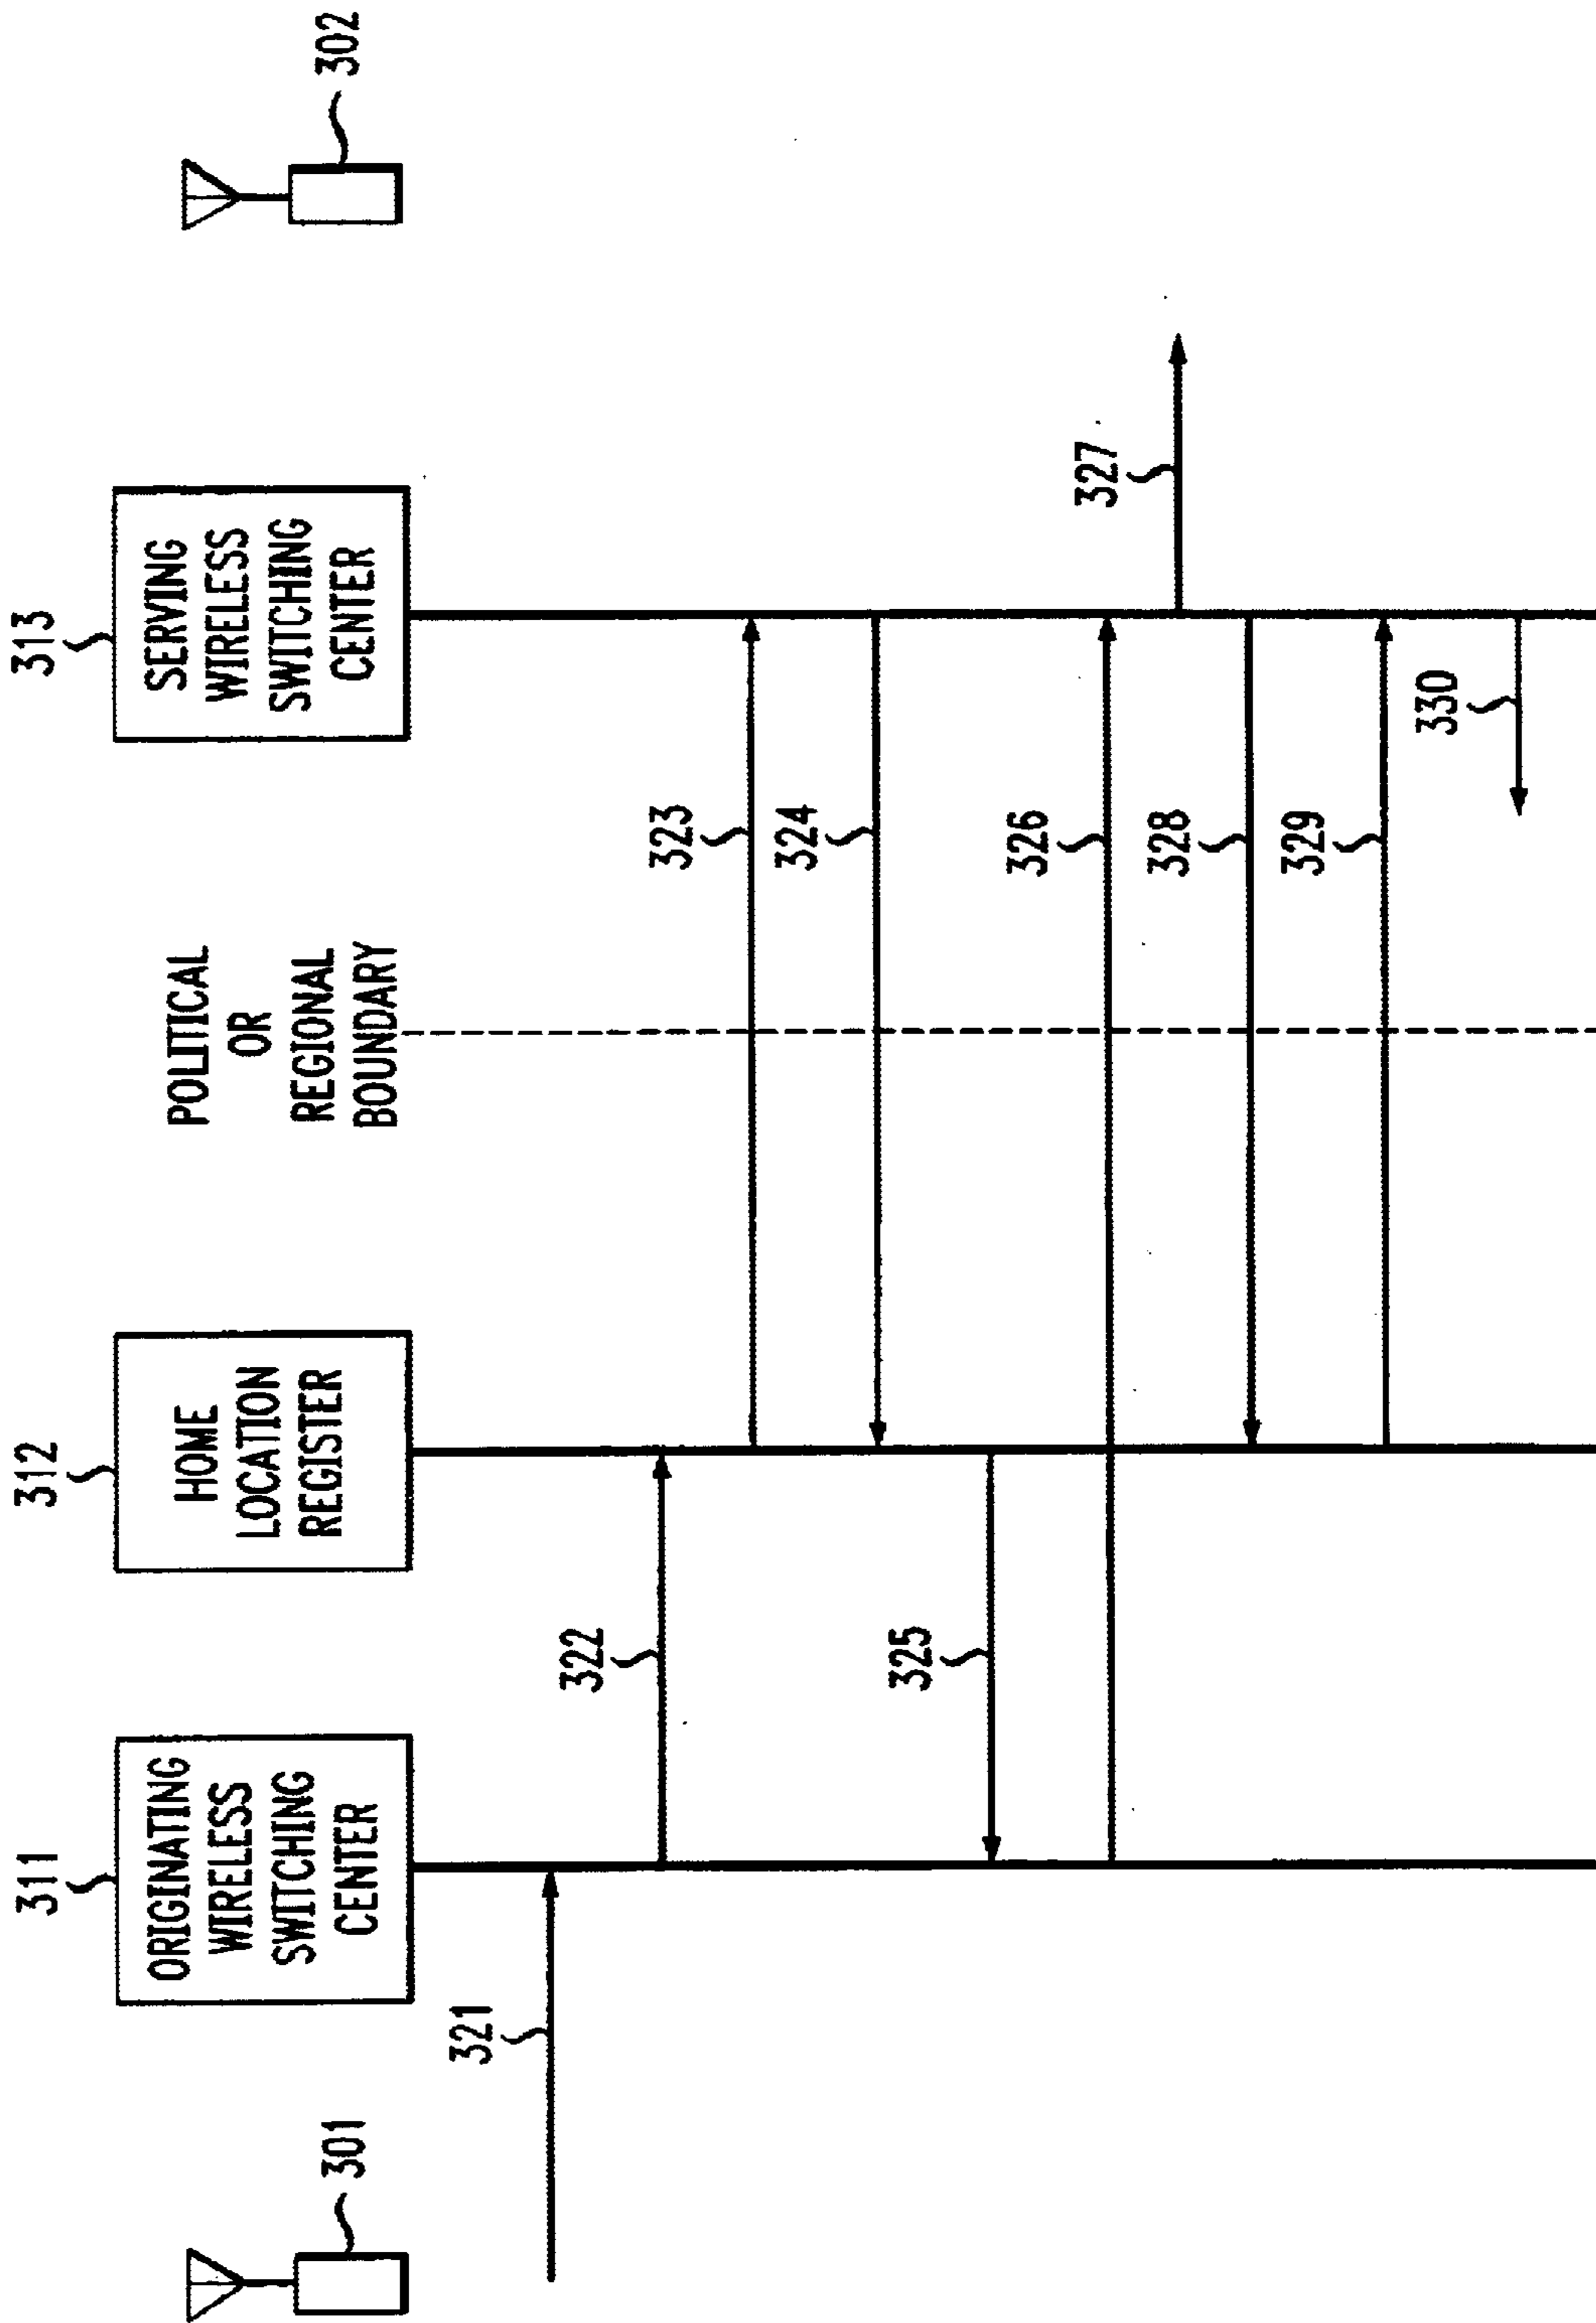 301
311
ORIGINATING
WIRELESS
SWITCHING
CENTER
312
HOME
LOCATION
REGISTER
POLITICAL
OR
REGIONAL
BOUNDARY
313
SERVING
WIRELESS
SWITCHING
CENTER
302
321
322
323
324
325
326
327
328
329
330